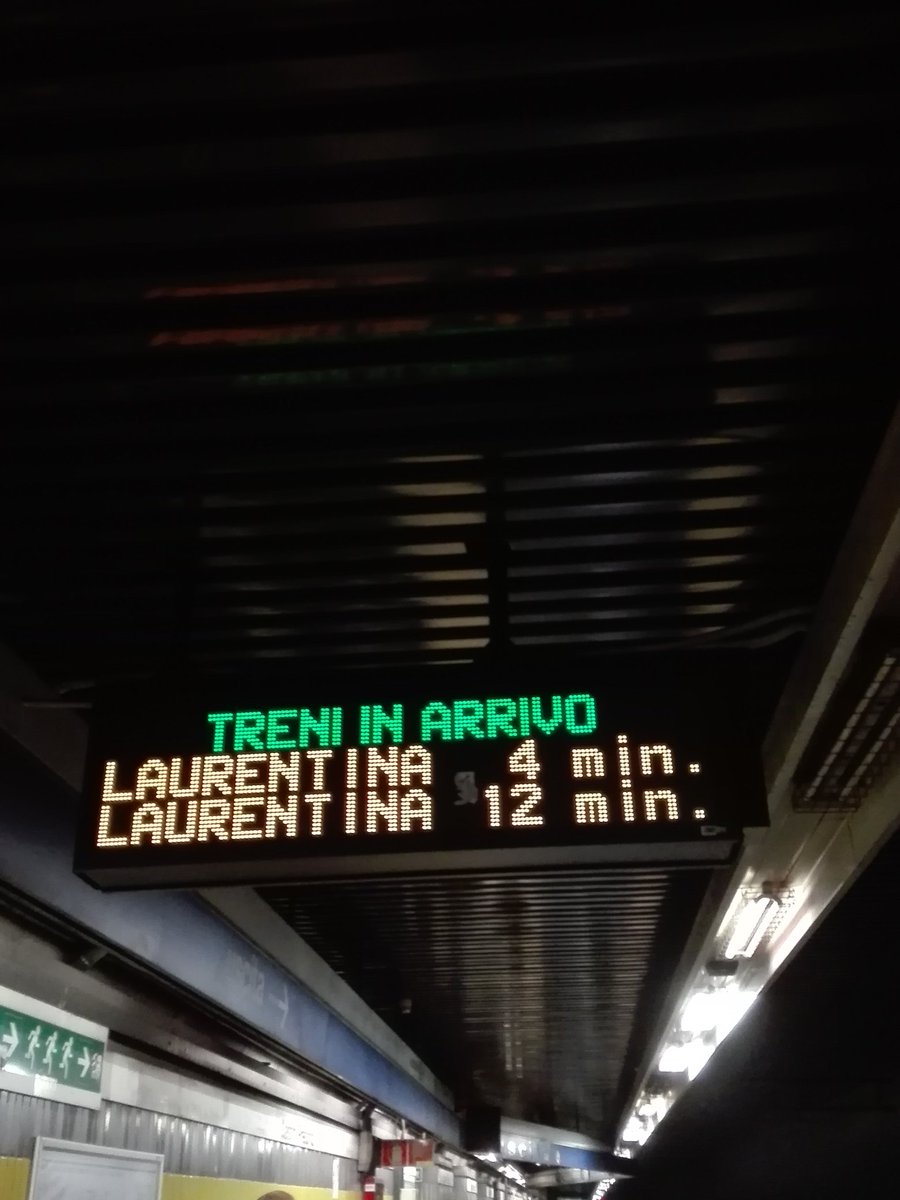 TRENI IN ARRIVO
LAURENTINA 4 min.
LAURENTINA 12 min.